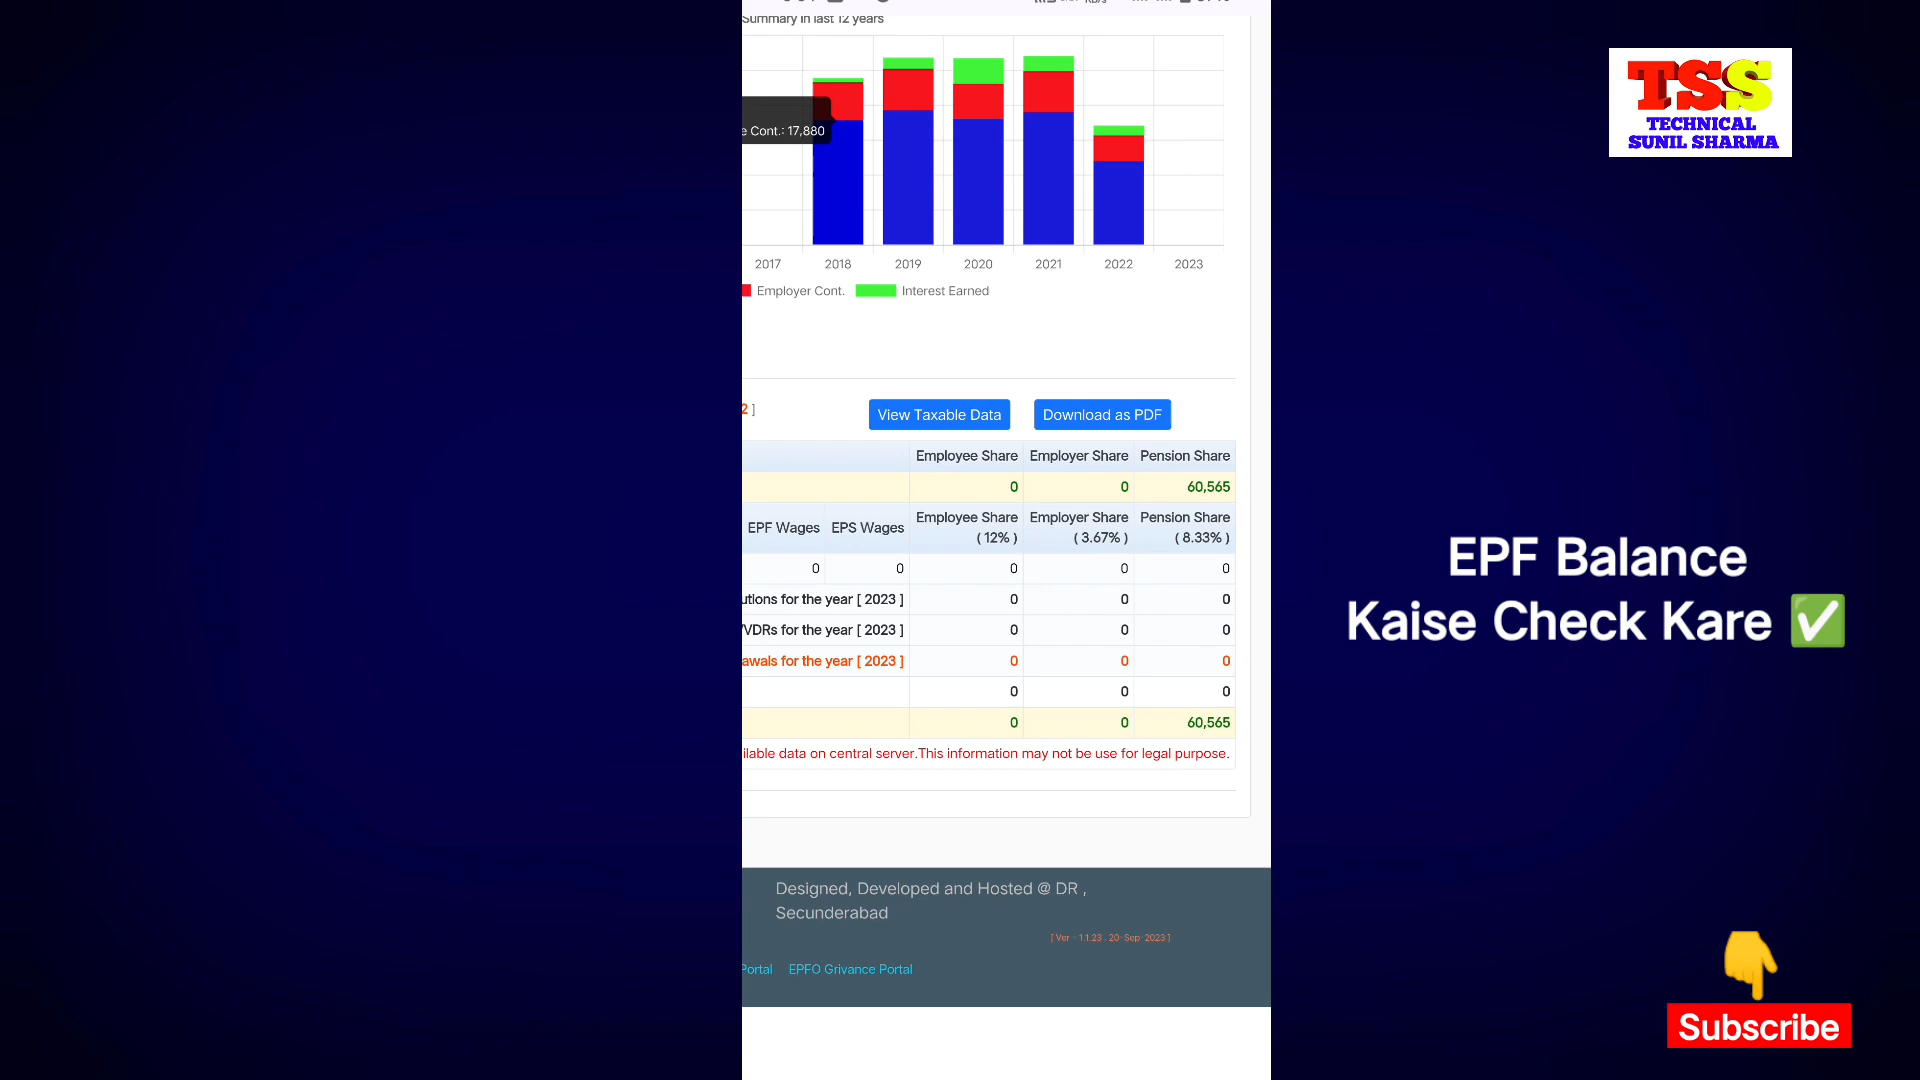 Summary in last 12 years
e Cont.: 17,880
2017 2018 2019 2020 2021 2022 2023
Employer Cont. Interest Earned
2 ]
View Taxable Data Download as PDF
Employee Share Employer Share Pension Share
0 0 60,565
EPF Wages EPS Wages Employee Share ( 12% ) Employer Share ( 3.67% ) Pension Share ( 8.33% )
0 0 0 0 0
utions for the year [ 2023 ] 0 0 0
/VDRs for the year [ 2023 ] 0 0 0
awals for the year [ 2023 ] 0 0 0
0 0 0
0 0 60,565
ilable data on central server.This information may not be use for legal purpose.
Designed, Developed and Hosted @ DR ,
Secunderabad
[ Ver - 1.1.23 . 20-Sep-2023 ]
Portal EPFO Grivance Portal
TSS
TECHNICAL
SUNIL SHARMA
EPF Balance
Kaise Check Kare ✅
Subscribe